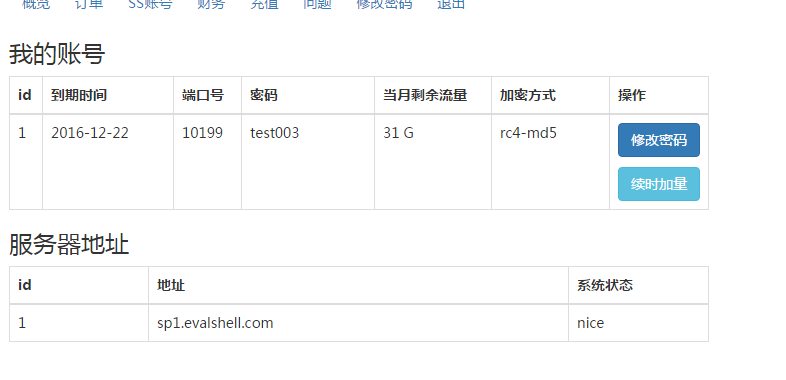 概览 订单 SS账号 财务 充值 问题 修改密码 退出
我的账号
id 到期时间 端口号 密码 当月剩余流量 加密方式 操作
1 2016-12-22 10199 test003 31 G rc4-md5 修改密码
续时加量
服务器地址
id 地址 系统状态
1 sp1.evalshell.com nice